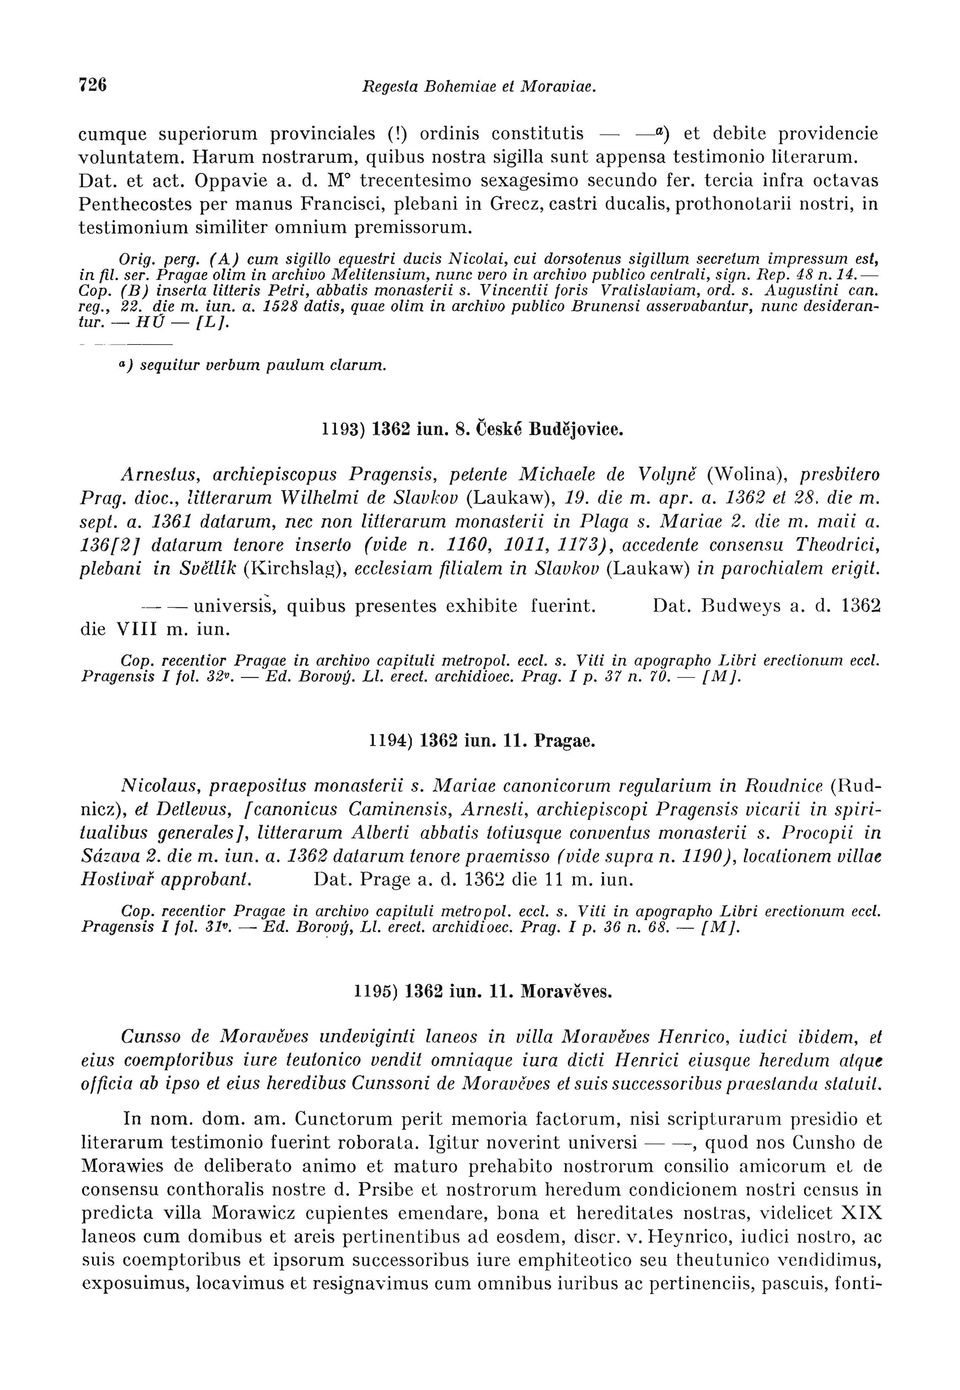 726
Regesta Bohemiae et Moraviae.
cumque superiorum provinciales (!) ordinis constitutis — —a) et debite providencie
voluntatem. Harum nostrarum, quibus nostra sigilla sunt appensa testimonio literarum.
Dat. et act. Oppavie a. d. M° trecentesimo sexagesimo secundo fer. tercia infra octavas
Penthecostes per manus Francisci, plebani in Grecz, castri ducalis, prothonotarii nostri, in
testimonium similiter omnium premissorum.
Orig. perg. (A) cum sigillo equestri ducis Nicolai, cui dorsotenus sigillum secretum impressum est,
in fil. ser. Pragae olim in archivo Melitensium, nunc vero in archivo publico centrali, sign. Rep. 48 n. 14. —
Cop. (B) inserta litteris Petri, abbatis monasterii s. Vincentii foris Vratislaviam, ord. s. Augustini can.
reg., 22. die m. iun. a. 1528 datis, quae olim in archivo publico Brunensi asservabantur, nunc desideran-
tur. — HÚ — [L].
a) sequitur verbum paulum clarum.
1193) 1362 iun. 8. České Budějovice.
Arnestus, archiepiscopus Pragensis, petente Michaele de Volyně (Wolina), presbitero
Prag. dioc., litterarum Wilhelmi de Slavkov (Laukaw), 19. die m. apr. a. 1362 et 28. die m.
sept. a. 1361 datarum, nec non litterarum monasterii in Plaga s. Mariae 2. die m. maii a.
136[2] datarum tenore inserto (vide n. 1160, 1011, 1173), accedente consensu Theodrici,
plebani in Světlik (Kirchslag), ecclesiam filialem in Slavkov (Laukaw) in parochialem erigit.
— — universis, quibus presentes exhibite fuerint. Dat. Budweys a. d. 1362
die VIII m. iun.
Cop. recentior Pragae in archivo capituli metropol. eccl. s. Viti in apographo Libri erectionum eccl.
Pragensis I fol. 32v. — Ed. Borový. Ll. erect. archidioec. Prag. I p. 37 n. 70. — [M].
1194) 1362 iun. 11. Pragae.
Nicolaus, praepositus monasterii s. Mariae canonicorum regularium in Roudnice (Rud-
nicz), et Detlevus, [canonicus Caminensis, Arnesti, archiepiscopi Pragensis vicarii in spiri-
tualibus generales], litterarum Alberti abbatis totiusque conventus monasterii s. Procopii in
Sázava 2. die m. iun. a. 1362 datarum tenore praemisso (vide supra n. 1190), locationem villae
Hostivař approbant. Dat. Prage a. d. 1362 die 11 m. iun.
Cop. recentior Pragae in archivo capituli metropol. eccl. s. Viti in apographo Libri erectionum eccl.
Pragensis I fol. 31v. — Ed. Borový, Ll. erect. archidioec. Prag. I p. 36 n. 68. — [M].
1195) 1362 iun. 11. Moravěves.
Cunsso de Moravěves undeviginti laneos in villa Moravěves Henrico, iudici ibidem, et
eius coemptoribus iure teutonico vendit omniaque iura dicti Henrici eiusque heredum atque
officia ab ipso et eius heredibus Cunssoni de Moravěves et suis successoribus praestanda statuit.
In nom. dom. am. Cunctorum perit memoria factorum, nisi scripturarum presidio et
literarum testimonio fuerint roborata. Igitur noverint universi — —, quod nos Cunsho de
Morawies de deliberato animo et maturo prehabito nostrorum consilio amicorum et de
consensu conthoralis nostre d. Prsibe et nostrorum heredum condicionem nostri census in
predicta villa Morawicz cupientes emendare, bona et hereditates nostras, videlicet XIX
laneos cum domibus et areis pertinentibus ad eosdem, discr. v. Heynrico, iudici nostro, ac
suis coemptoribus et ipsorum successoribus iure emphiteotico seu theutunico vendidimus,
exposuimus, locavimus et resignavimus cum omnibus iuribus ac pertinenciis, pascuis, fonti-